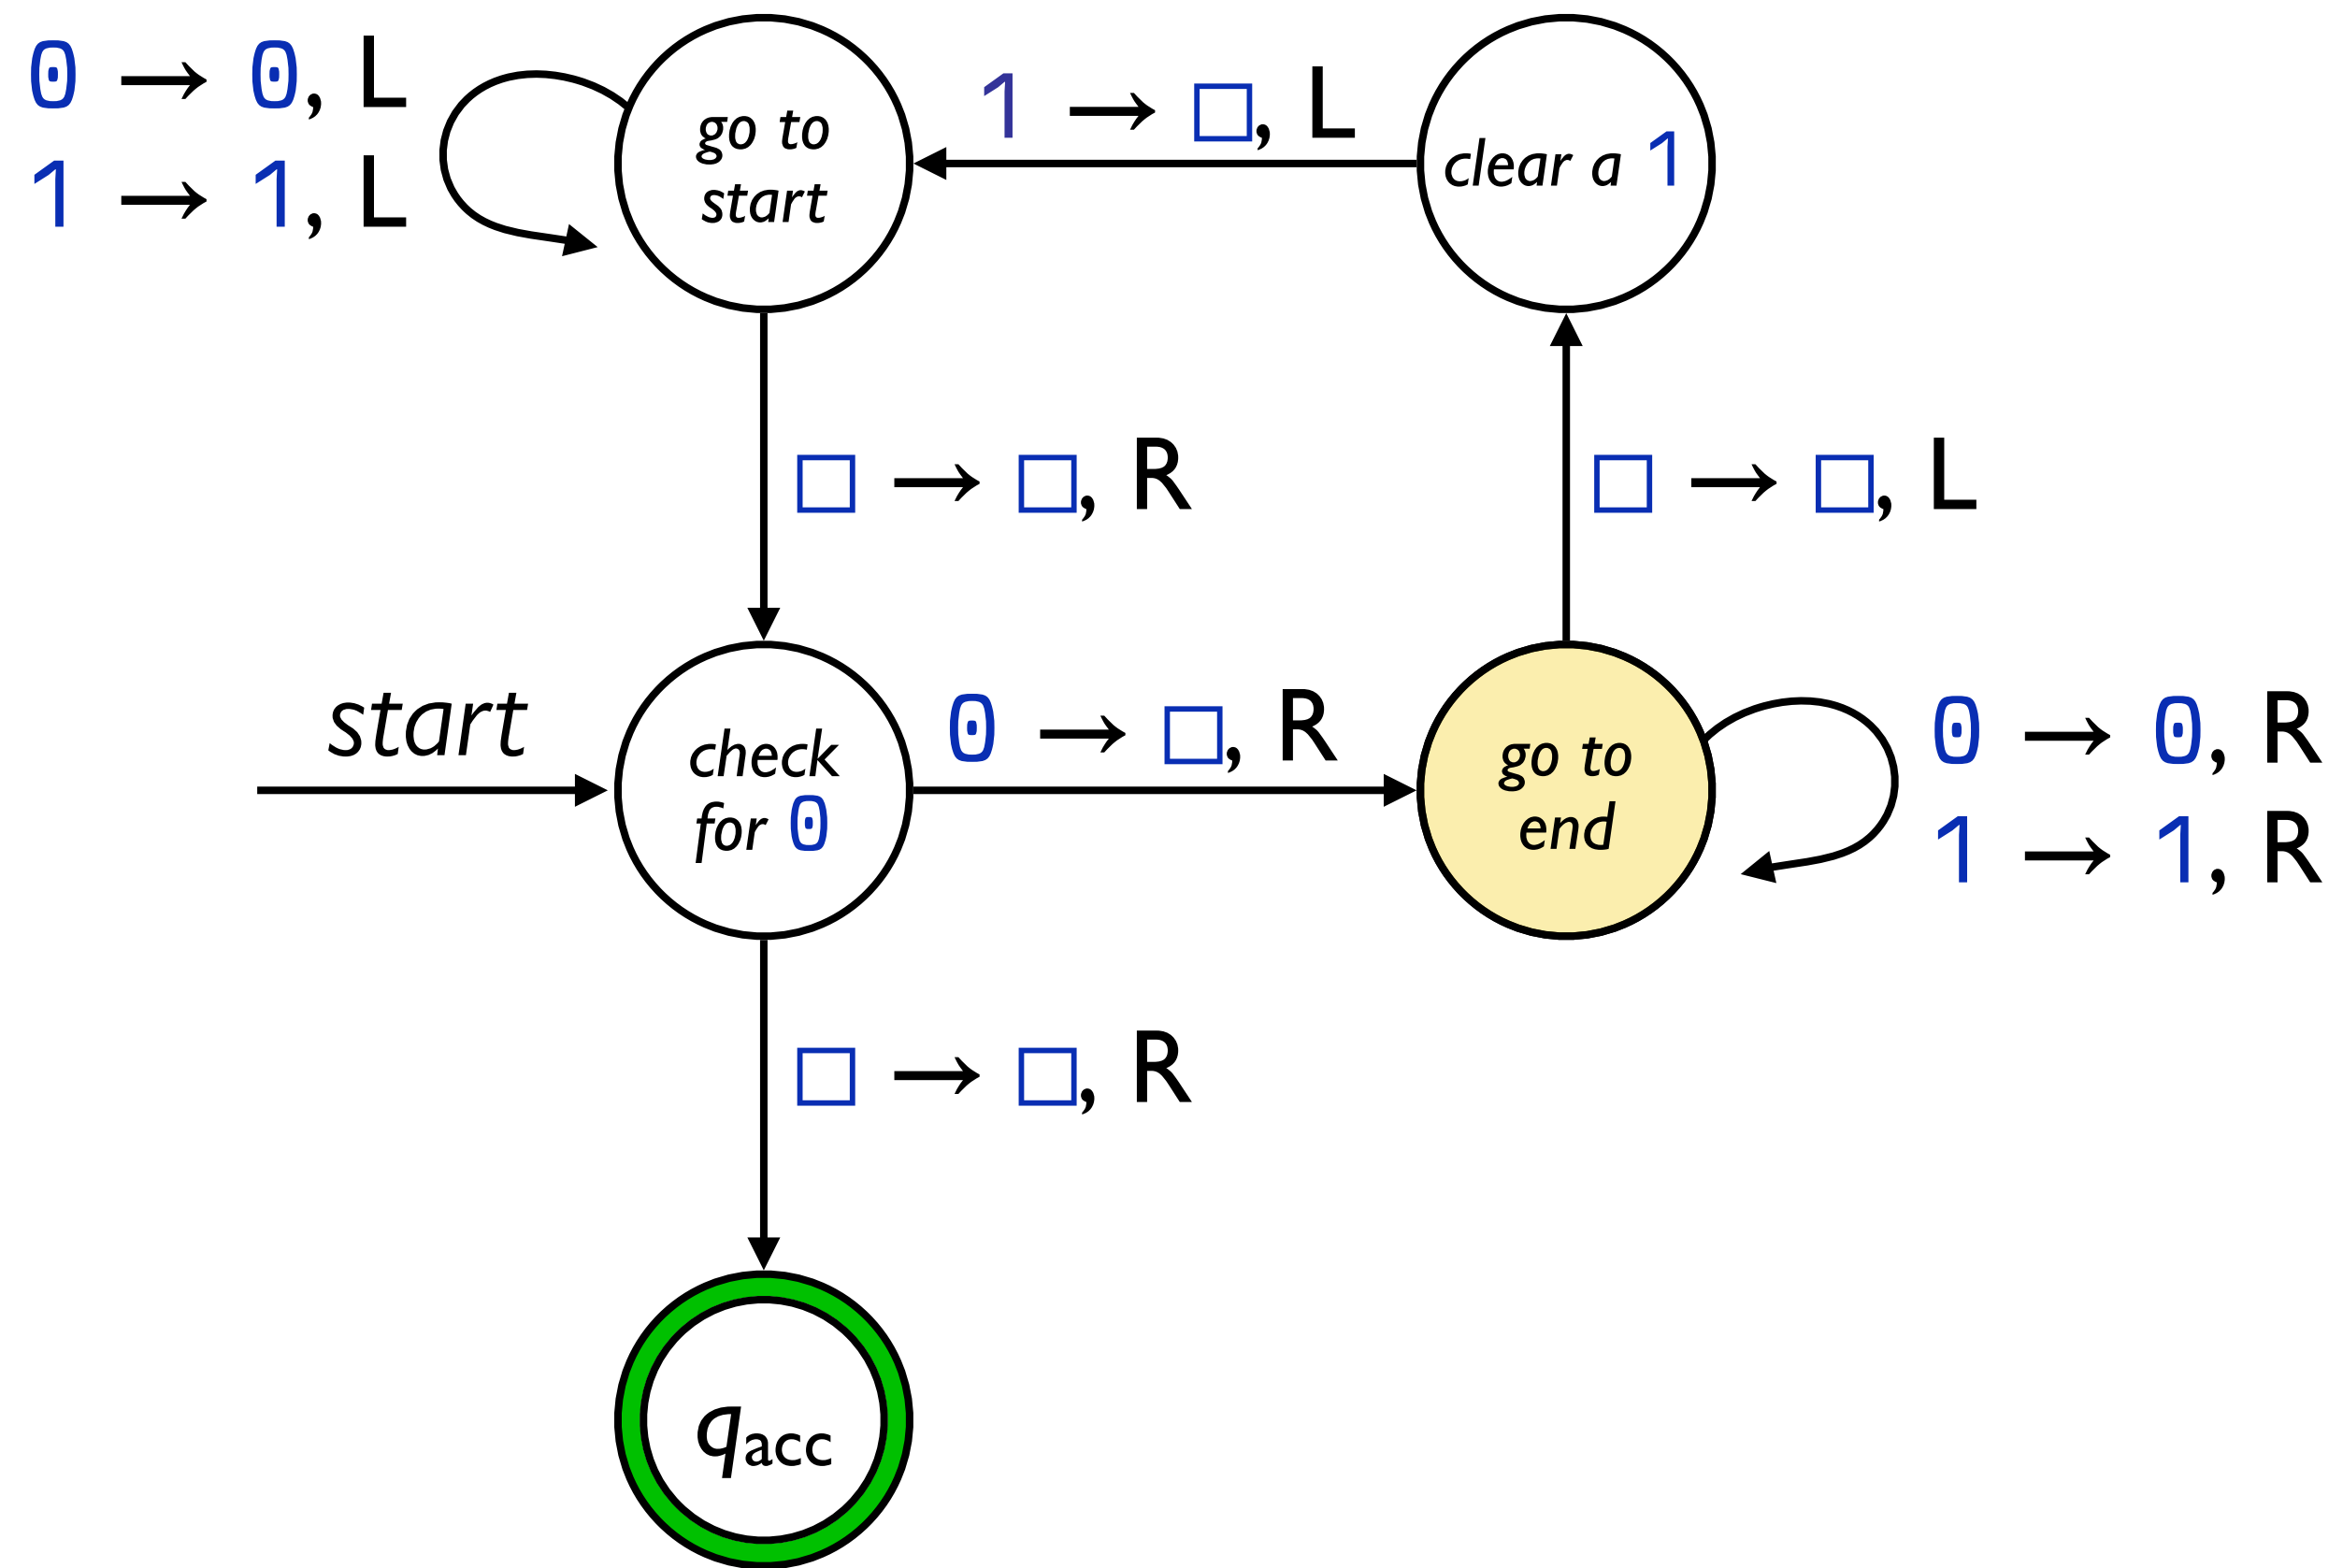 0 → 0, L
1 → 1, L
go to
start
1 → □, L
clear a 1
□ → □, R
□ → □, L
start
check
for 0
0 → □, R
go to
end
0 → 0, R
1 → 1, R
□ → □, R
qacc